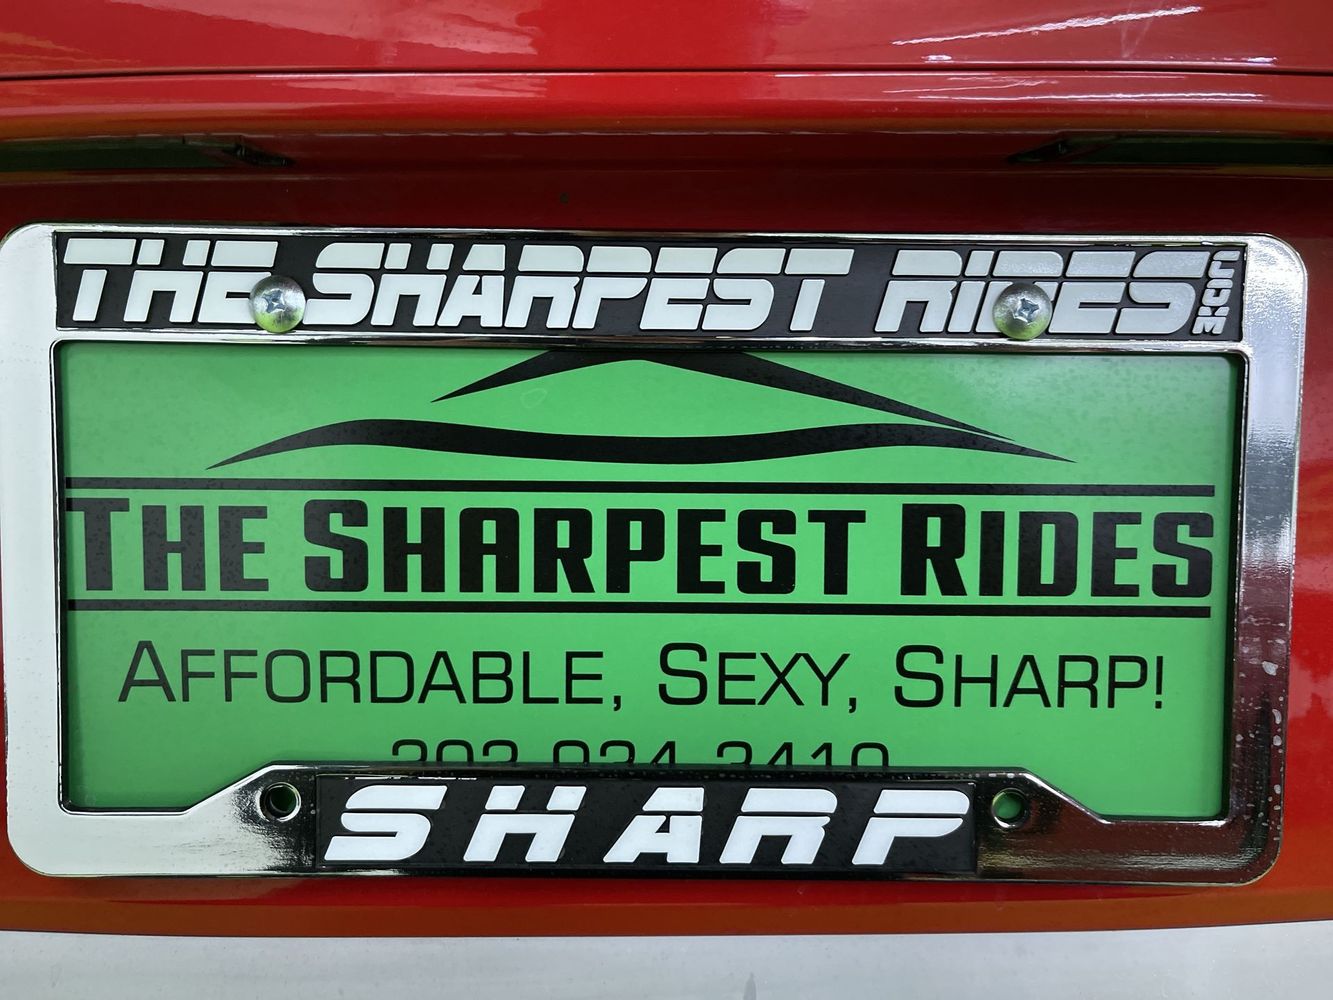 THE SHARPEST RIDES.COM
THE SHARPEST RIDES
AFFORDABLE, SEXY, SHARP!
SHARP